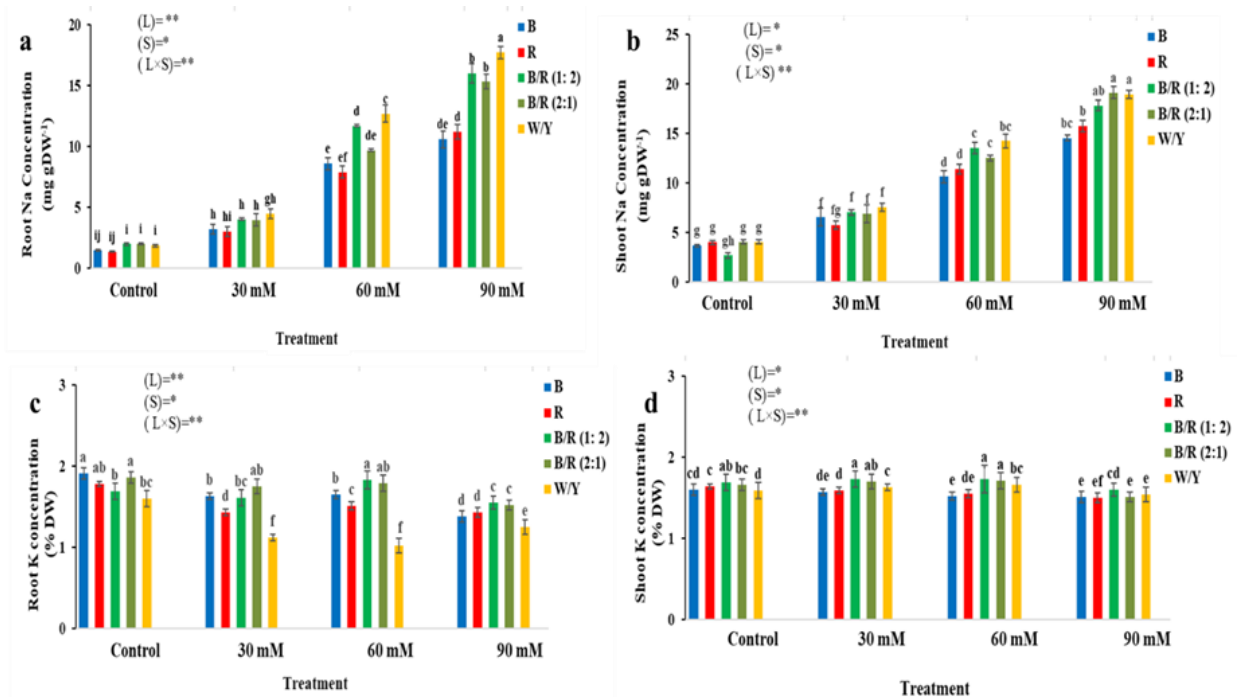 a
(L)= **
(S)=*
( L×S)=**
B
R
B/R (1: 2)
B/R (2:1)
W/Y
Root Na Concentration
(mg gDW⁻¹)
20
15
10
5
0
ij ij i i i
h hi h h gh
e ef d de c
de d b b a
Control 30 mM 60 mM 90 mM
Treatment
b
(L)= *
(S)= *
( L×S) **
B
R
B/R (1: 2)
B/R (2:1)
W/Y
Shoot Na Concentration
(mg gDW⁻¹)
25
20
15
10
5
0
g g gh g g
f fg f f f
d d c c bc
bc b ab a a
Control 30 mM 60 mM 90 mM
Treatment
c
(L)=**
(S)=*
( L×S)=**
B
R
B/R (1: 2)
B/R (2:1)
W/Y
Root K concentration
(% DW)
3
2
1
0
a ab b a bc
b d bc ab f
b c a ab f
d d c c e
Control 30 mM 60 mM 90 mM
Treatment
d
(L)=*
(S)=*
( L×S)=**
B
R
B/R (1: 2)
B/R (2:1)
W/Y
Shoot K concentration
(% DW)
3
2
1
0
cd c ab bc d
de d a ab d
e de a a bc
e ef cd e e
Control 30 mM 60 mM 90 mM
Treatment